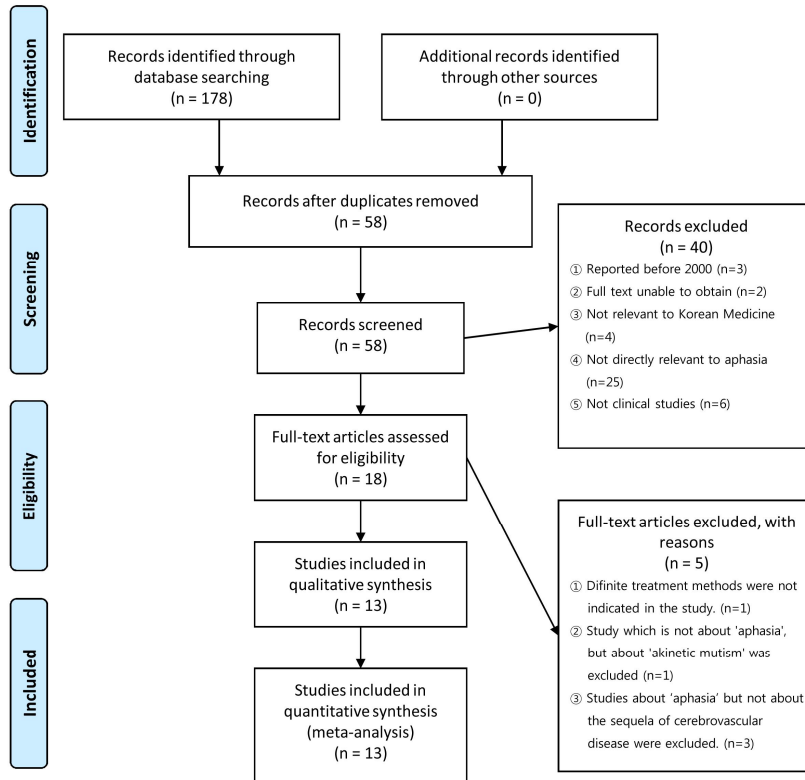 Identification
Records identified through
database searching
(n = 178)
Additional records identified
through other sources
(n = 0)
Records after duplicates removed
(n = 58)
Screening
Records screened
(n = 58)
Records excluded
(n = 40)
① Reported before 2000 (n=3)
② Full text unable to obtain (n=2)
③ Not relevant to Korean Medicine
(n=4)
④ Not directly relevant to aphasia
(n=25)
⑤ Not clinical studies (n=6)
Eligibility
Full-text articles assessed
for eligibility
(n = 18)
Full-text articles excluded, with
reasons
(n = 5)
① Difinite treatment methods were not
indicated in the study. (n=1)
② Study which is not about 'aphasia',
but about 'akinetic mutism' was
excluded (n=1)
③ Studies about 'aphasia' but not about
the sequela of cerebrovascular
disease were excluded. (n=3)
Studies included in
qualitative synthesis
(n = 13)
Included
Studies included in
quantitative synthesis
(meta-analysis)
(n = 13)